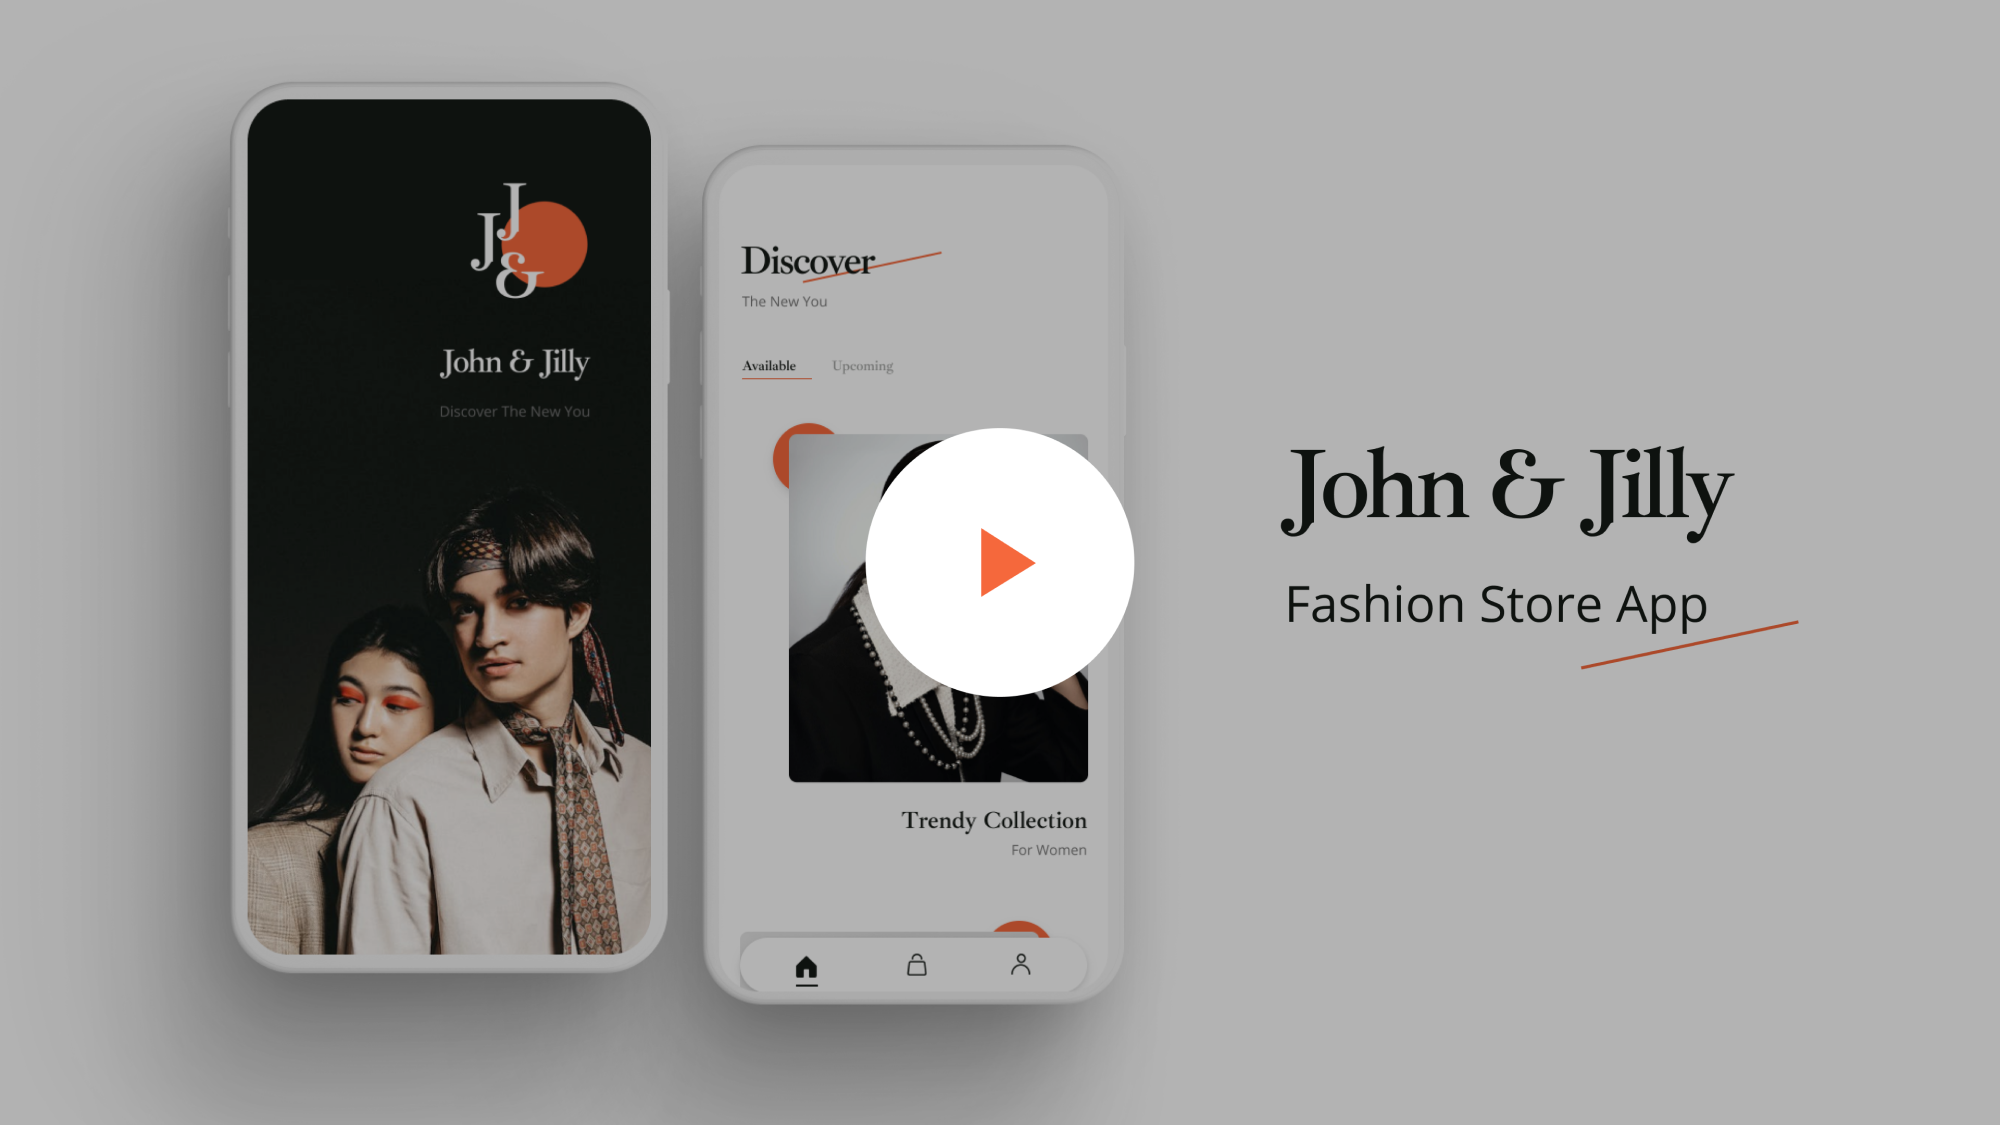 J
J
&
John & Jilly
Discover The New You
Discover
The New You
Available Upcoming
Trendy Collection
For Women
John & Jilly
Fashion Store App